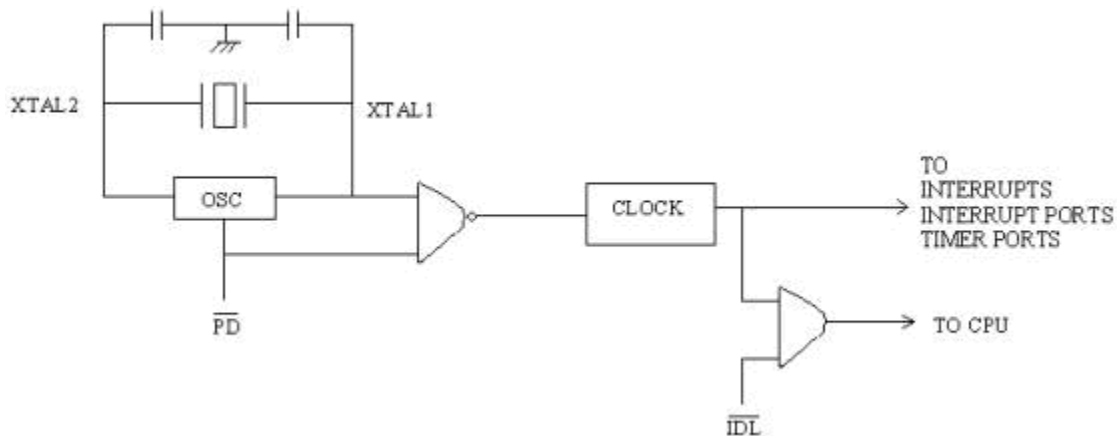 XTAL2
XTAL1
OSC
PD
CLOCK
TO
INTERRUPTS
INTERRUPT PORTS
TIMER PORTS
TO CPU
IDL